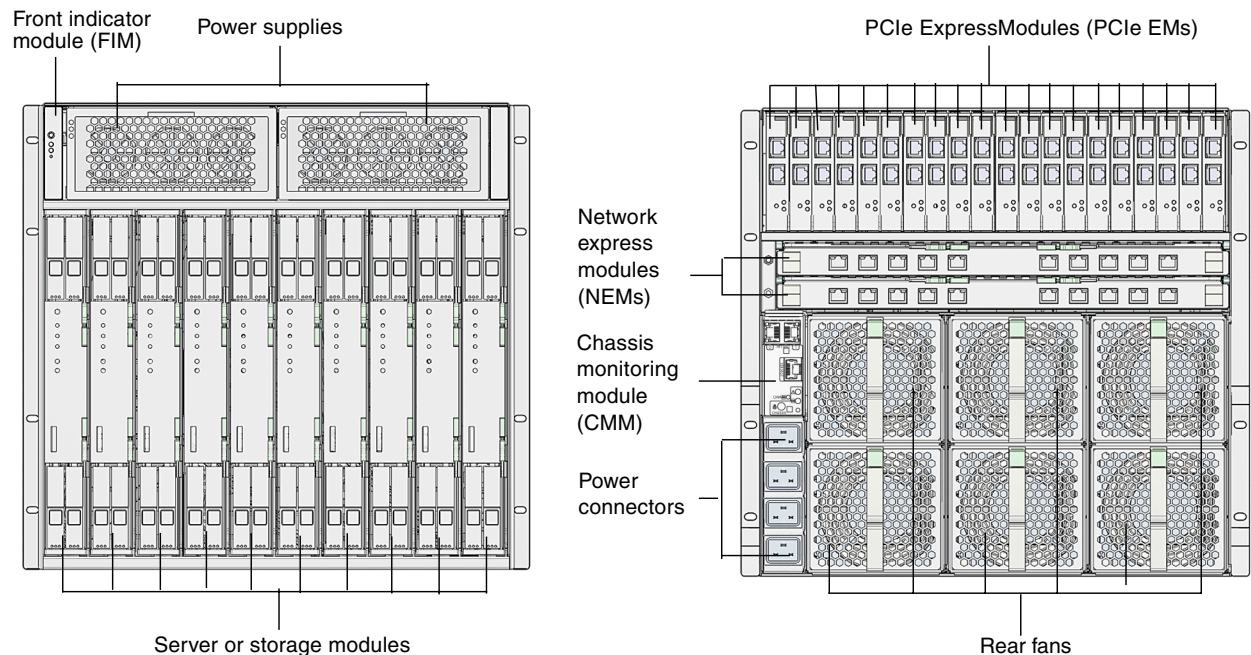 Front indicator
module (FIM)
Power supplies
PCIe ExpressModules (PCIe EMs)
Network
express
modules
(NEMs)
Chassis
monitoring
module
(CMM)
Power
connectors
Server or storage modules
Rear fans